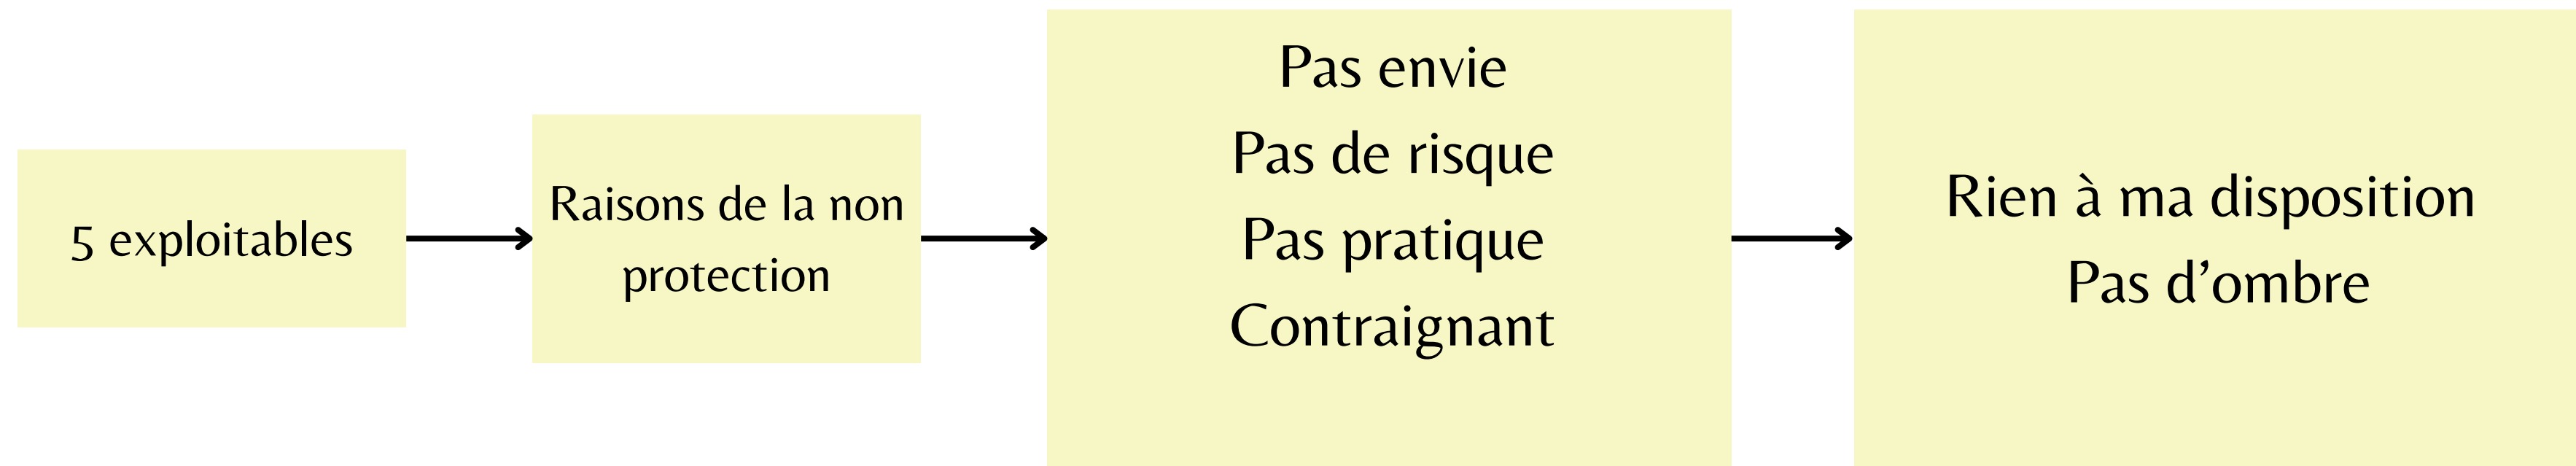 5 exploitables
Raisons de la non
protection
Pas envie
Pas de risque
Pas pratique
Contraignant
Rien à ma disposition
Pas d’ombre